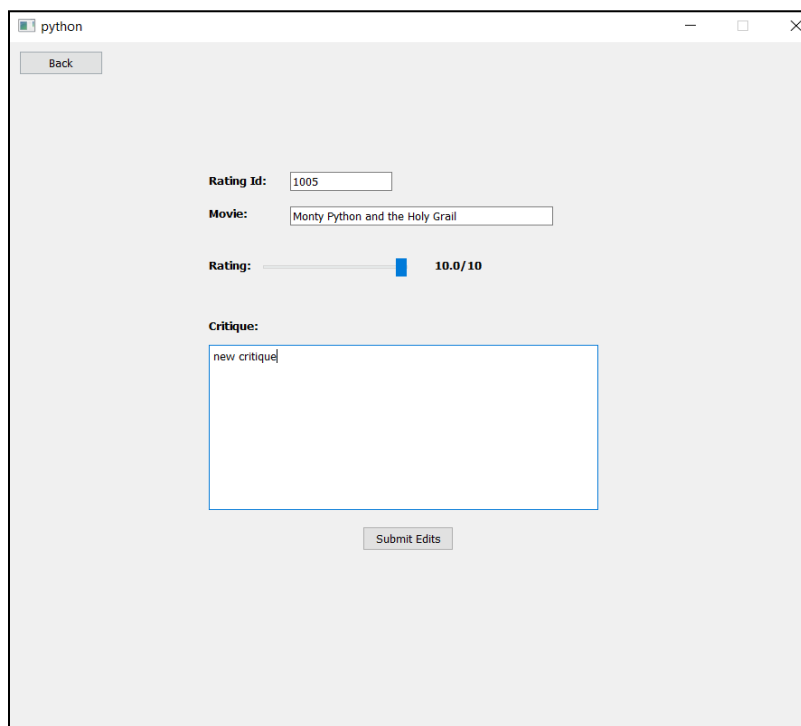 python
Back
Rating Id: 1005
Movie: Monty Python and the Holy Grail
Rating: 10.0/10
Critique:
new critique
Submit Edits